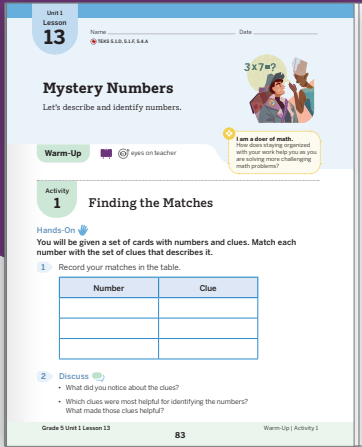 Unit 1
Lesson
13
Name Date
TEKS 5.1.D, 5.1.F, 5.4.A
3x7=?
Mystery Numbers
Let's describe and identify numbers.
I am a doer of math.
How does staying organized
with your work help you as you
are solving more challenging
math problems?
Warm-Up eyes on teacher
Activity
1 Finding the Matches
Hands-On
You will be given a set of cards with numbers and clues. Match each
number with the set of clues that describes it.
1 Record your matches in the table.
Number Clue
2 Discuss
• What did you notice about the clues?
• Which clues were most helpful for identifying the numbers?
What made those clues helpful?
Grade 5 Unit 1 Lesson 13 83 Warm-Up | Activity 1